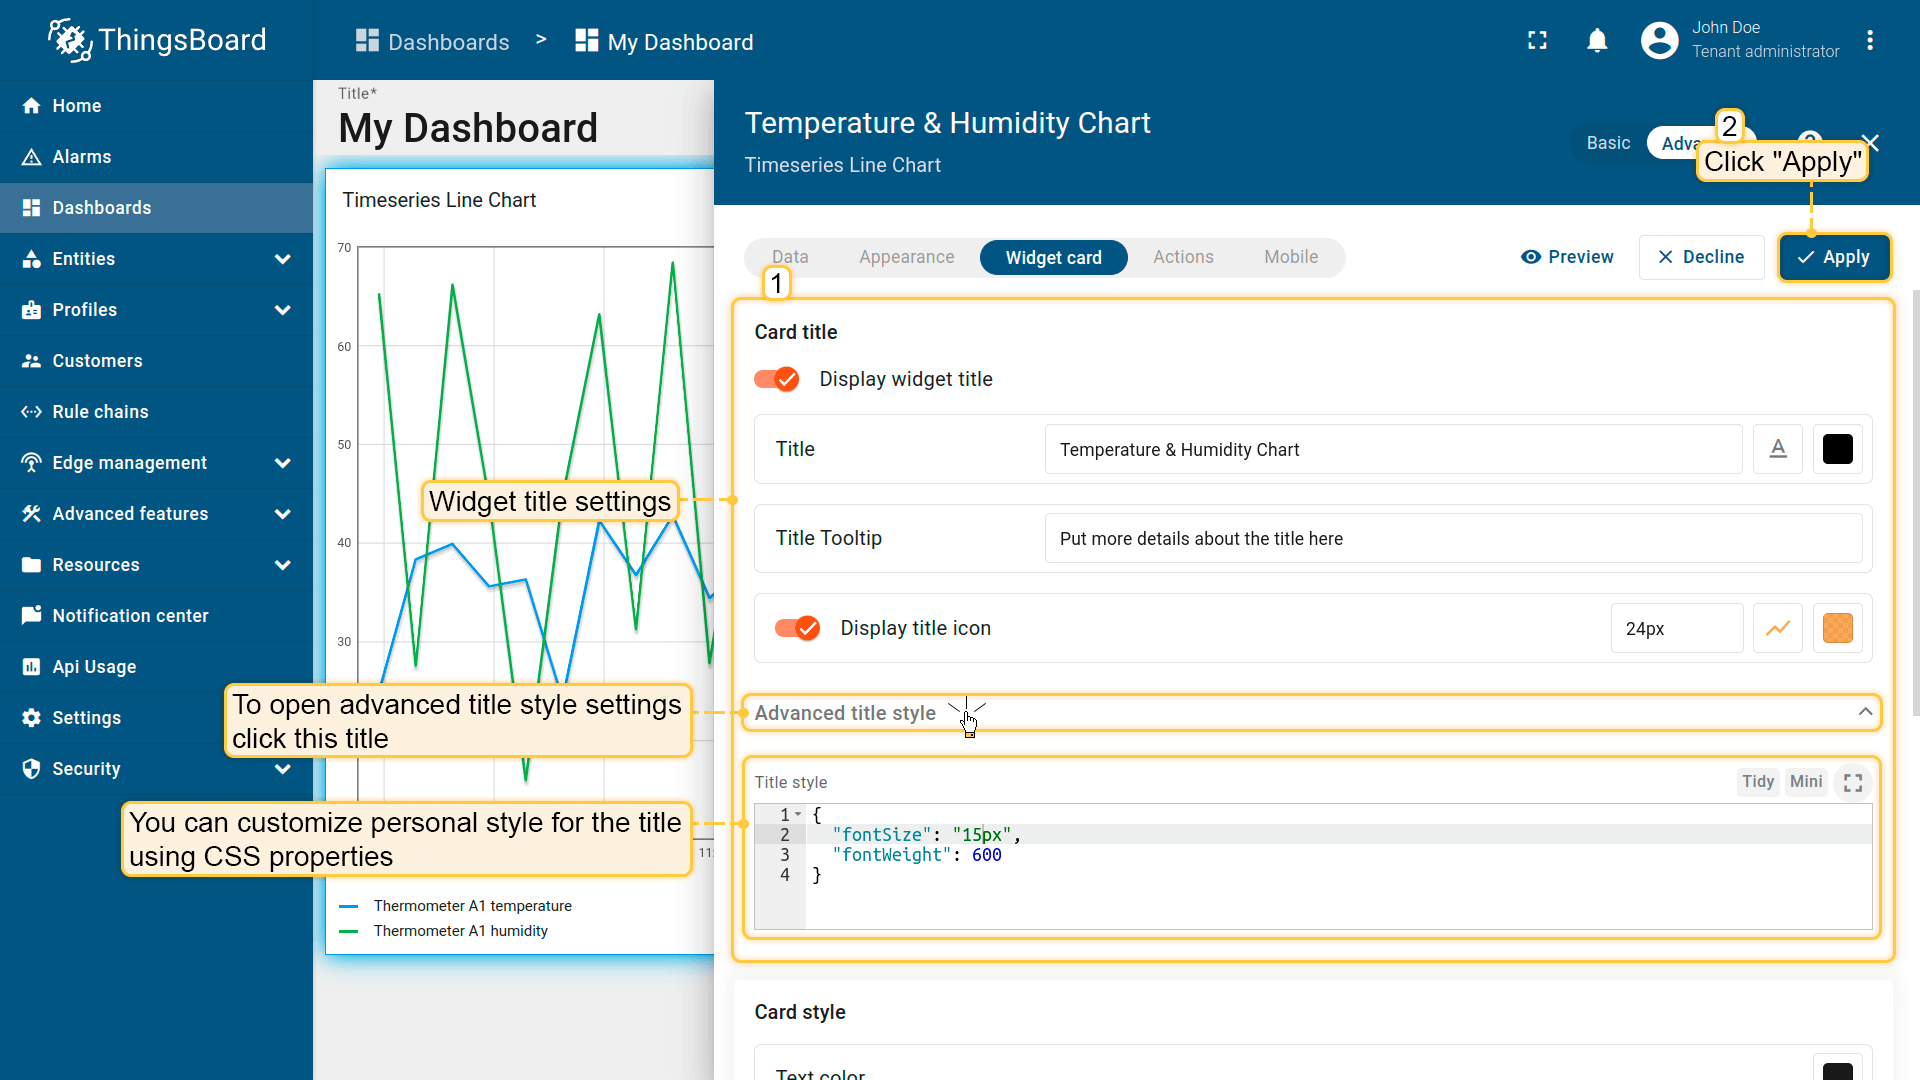 ThingsBoard
Dashboards > My Dashboard
John Doe
Tenant administrator
Home
Alarms
Dashboards
Entities
Profiles
Customers
Rule chains
Edge management
Advanced features
Resources
Notification center
Api Usage
Settings
Security
Title*
My Dashboard
Timeseries Line Chart
70
60
50
40
30
Thermometer A1 temperature
Thermometer A1 humidity
Temperature & Humidity Chart
Timeseries Line Chart
Basic
2
Click "Apply"
Data
Appearance
Widget card
Actions
Mobile
Preview
Decline
Apply
1
Card title
Display widget title
Title
Temperature & Humidity Chart
Widget title settings
Title Tooltip
Put more details about the title here
Display title icon
24px
To open advanced title style settings
click this title
Advanced title style
You can customize personal style for the title
using CSS properties
Title style
Tidy
Mini
1 {
2 "fontSize": "15px",
3 "fontWeight": 600
4 }
Card style
Text color